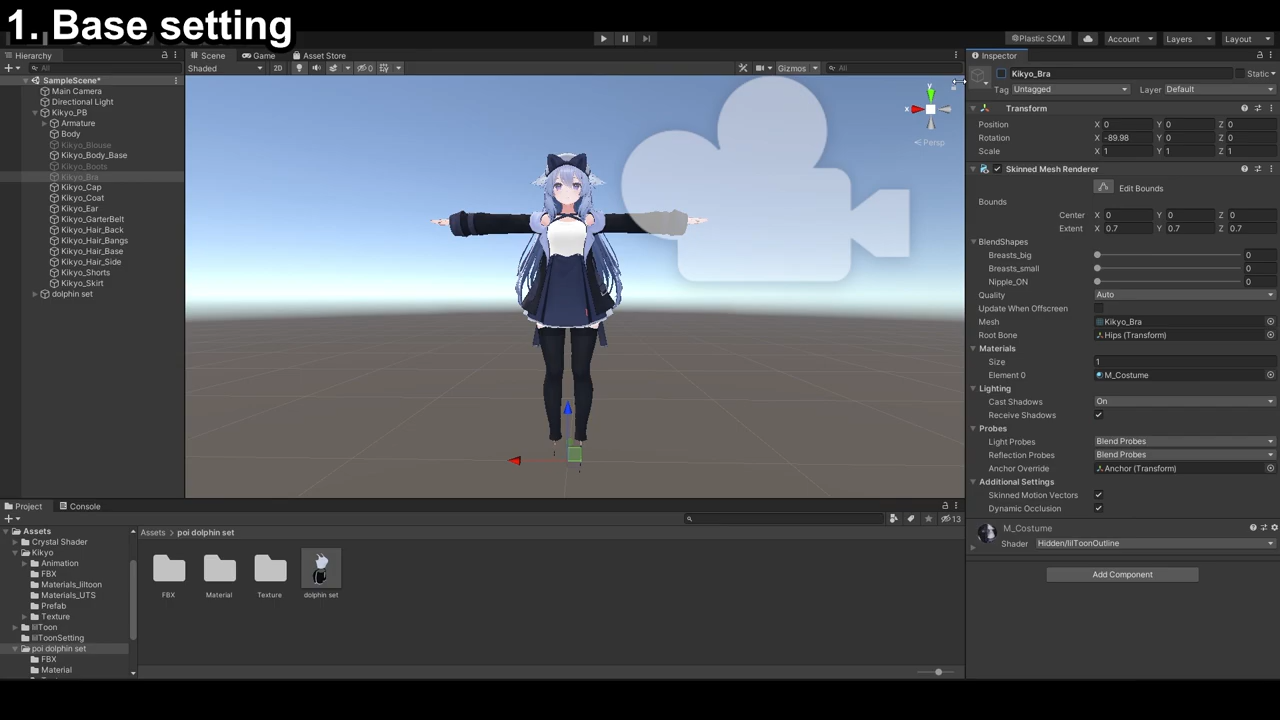 1. Base setting
Plastic SCM
Account
Layers
Layout
Hierarchy
Scene
Game
Asset Store
Inspector
All
Shaded
2D
0
Gizmos
All
SampleScene*
Main Camera
Directional Light
Kikyo_PB
Armature
Body
Kikyo_Blouse
Kikyo_Body_Base
Kikyo_Boots
Kikyo_Bra
Kikyo_Cap
Kikyo_Coat
Kikyo_Ear
Kikyo_GarterBelt
Kikyo_Hair_Back
Kikyo_Hair_Bangs
Kikyo_Hair_Base
Kikyo_Hair_Side
Kikyo_Shorts
Kikyo_Skirt
dolphin set
y
x
Persp
Kikyo_Bra
Static
Tag Untagged
Layer Default
Transform
Position X 0 Y 0 Z 0
Rotation X -89.98 Y 0 Z 0
Scale X 1 Y 1 Z 1
Skinned Mesh Renderer
Edit Bounds
Bounds
Center X 0 Y 0 Z 0
Extent X 0.7 Y 0.7 Z 0.7
BlendShapes
Breasts_big 0
Breasts_small 0
Nipple_ON 0
Quality Auto
Update When Offscreen
Mesh Kikyo_Bra
Root Bone Hips (Transform)
Materials
Size 1
Element 0 M_Costume
Lighting
Cast Shadows On
Receive Shadows
Probes
Light Probes Blend Probes
Reflection Probes Blend Probes
Anchor Override Anchor (Transform)
Additional Settings
Skinned Motion Vectors
Dynamic Occlusion
M_Costume
Shader Hidden/lilToonOutline
Add Component
Project
Console
13
Assets
Crystal Shader
Kikyo
Animation
FBX
Materials_liltoon
Materials_UTS
Prefab
Texture
lilToon
lilToonSetting
poi dolphin set
FBX
Material
Assets
poi dolphin set
FBX
Material
Texture
dolphin set